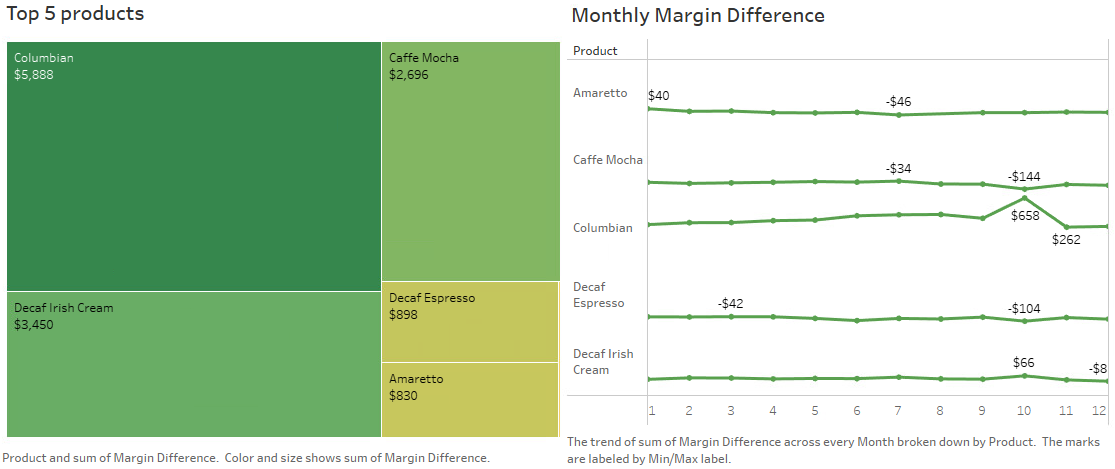 Top 5 products
Columbian
$5,888
Caffe Mocha
$2,696
Decaf Irish Cream
$3,450
Decaf Espresso
$898
Amaretto
$830
Product and sum of Margin Difference.  Color and size shows sum of Margin Difference.
Monthly Margin Difference
Product
Amaretto
$40
-$46
Caffe Mocha
-$34
-$144
Columbian
$658
$262
Decaf
Espresso
-$42
-$104
Decaf Irish
Cream
$66
-$8
1 2 3 4 5 6 7 8 9 10 11 12
The trend of sum of Margin Difference across every Month broken down by Product.  The marks
are labeled by Min/Max label.